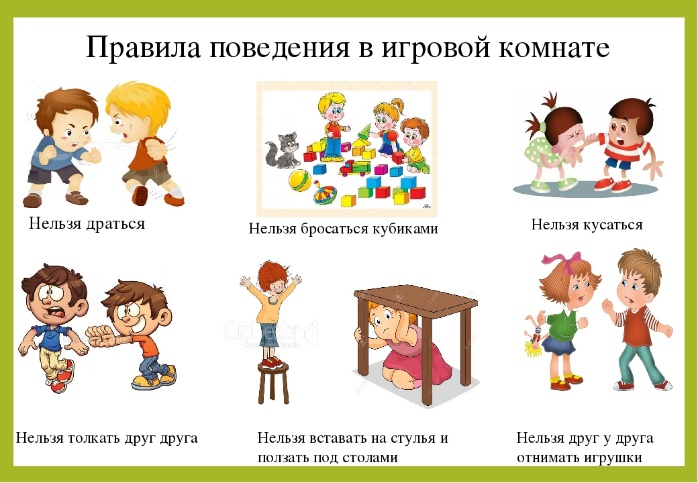 Правила поведения в игровой комнате
Нельзя драться
Нельзя бросаться кубиками
Нельзя кусаться
Нельзя толкать друг друга
Нельзя вставать на стулья и
ползать под столами
Нельзя друг у друга
отнимать игрушки